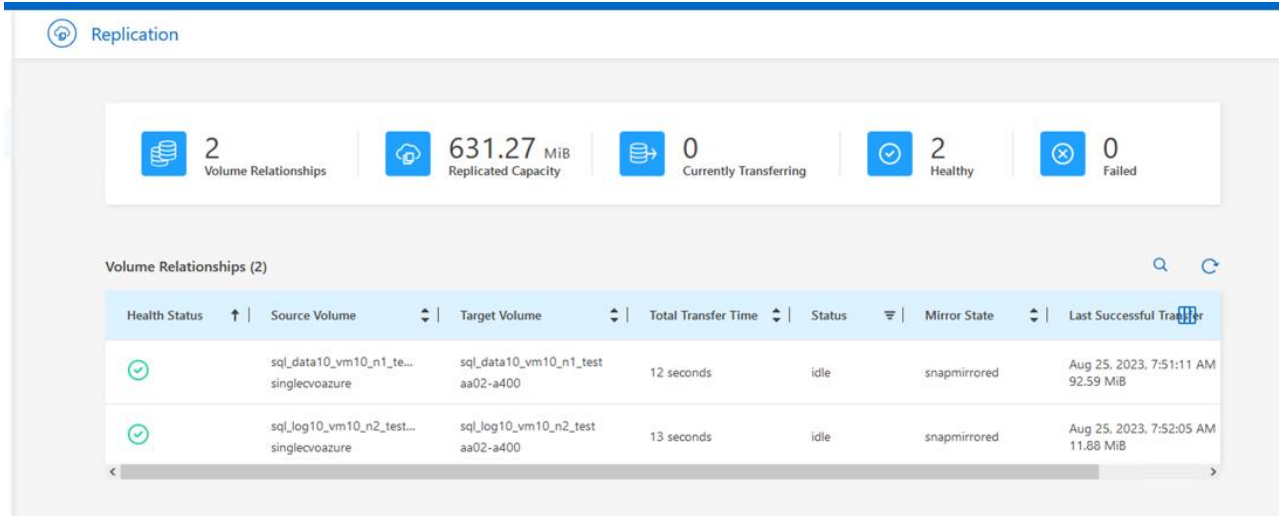 Replication
2
Volume Relationships
631.27 MiB
Replicated Capacity
0
Currently Transferring
2
Healthy
0
Failed
Volume Relationships (2)
Health Status Source Volume Target Volume Total Transfer Time Status Mirror State Last Successful Transfer
sql_data10_vm10_n1_te... sql_data10_vm10_n1_test 12 seconds idle snapmirrored Aug 25, 2023, 7:51:11 AM
singlecvoazure aa02-a400 92.59 MiB
sql_log10_vm10_n2_test... sql_log10_vm10_n2_test 13 seconds idle snapmirrored Aug 25, 2023, 7:52:05 AM
singlecvoazure aa02-a400 11.88 MiB